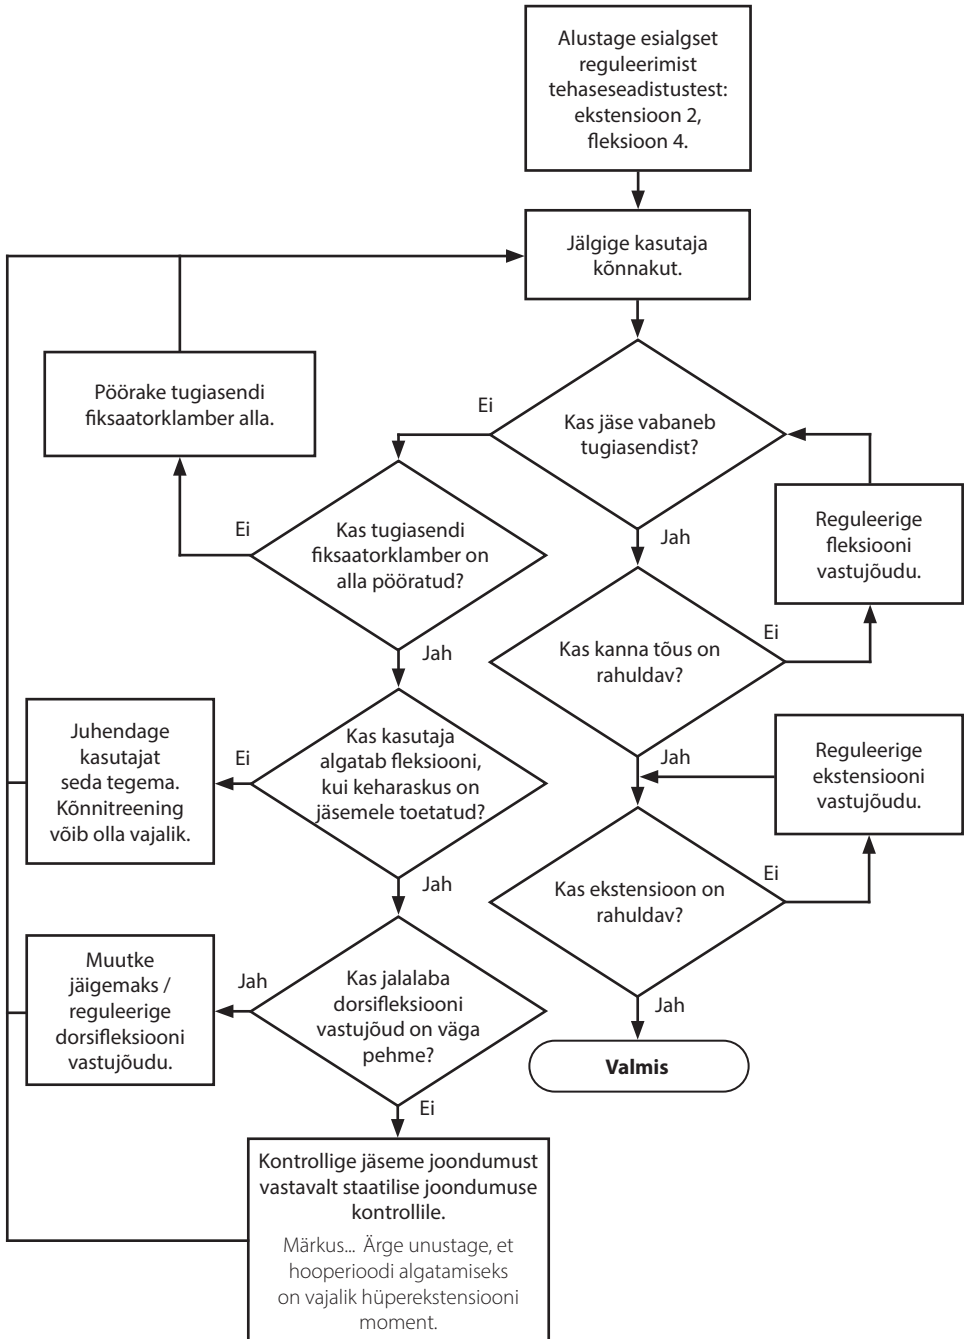 Alustage esialgset
reguleerimist
tehaseseadistustest:
ekstensioon 2,
fleksioon 4.
Jälgige kasutaja
kõnnakut.
Pöörake tugiasendi
fiksaatorklamber alla.
Ei
Kas jäse vabaneb
tugiasendist?
Ei
Kas tugiasendi
fiksaatorklamber on
alla pööratud?
Jah
Reguleerige
fleksiooni
vastujõudu.
Jah
Kas kanna tõus on
rahuldav?
Ei
Juhendage
kasutajat
seda tegema.
Kõnnitreening
võib olla vajalik.
Ei
Kas kasutaja
algatab fleksiooni,
kui keharaskus on
jäsemele toetatud?
Jah
Reguleerige
ekstensiooni
vastujõudu.
Jah
Kas ekstensioon on
rahuldav?
Ei
Muutke
jäigemaks /
reguleerige
dorsifleksiooni
vastujõudu.
Jah
Kas jalalaba
dorsifleksiooni
vastujõud on väga
pehme?
Jah
Valmis
Ei
Kontrollige jäseme joondumust
vastavalt staatilise joondumuse
kontrollile.
Märkus... Ärge unustage, et
hooperioodi algatamiseks
on vajalik hüperekstensiooni
moment.